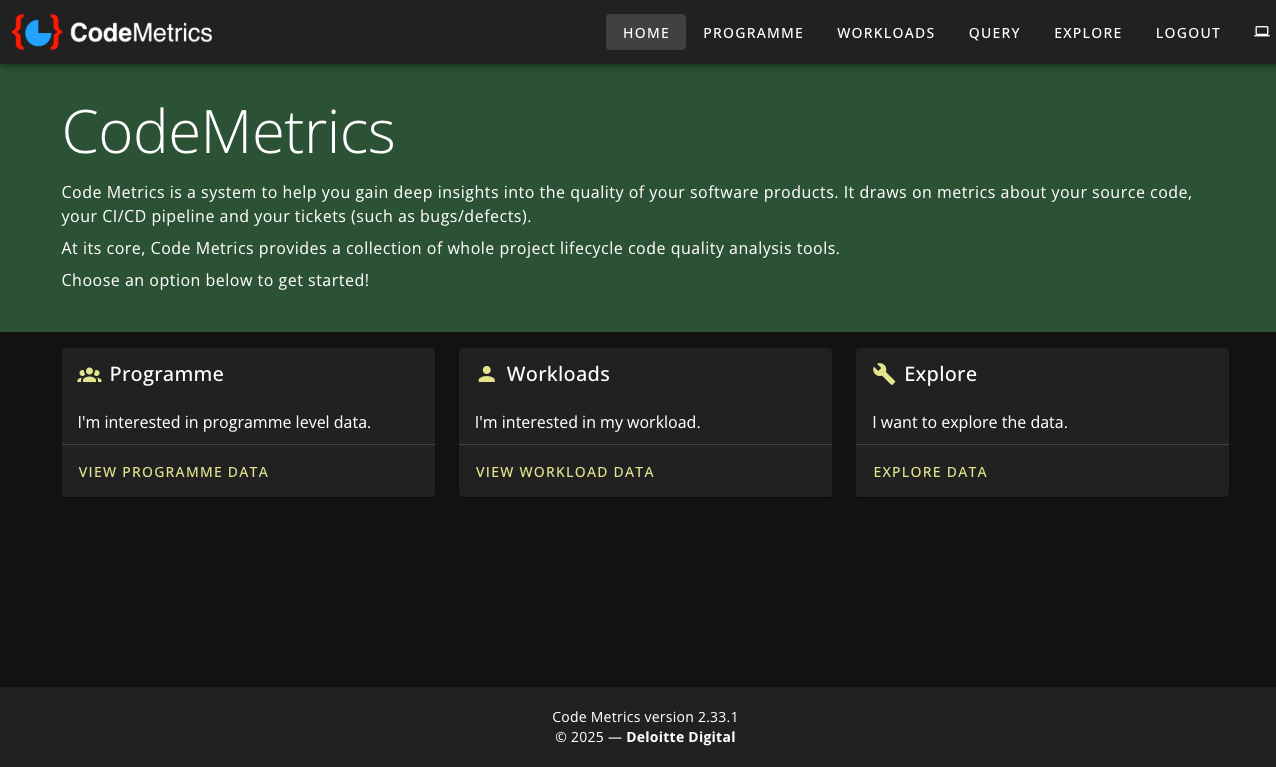 CodeMetrics
HOME
PROGRAMME
WORKLOADS
QUERY
EXPLORE
LOGOUT
CodeMetrics
Code Metrics is a system to help you gain deep insights into the quality of your software products. It draws on metrics about your source code,
your CI/CD pipeline and your tickets (such as bugs/defects).
At its core, Code Metrics provides a collection of whole project lifecycle code quality analysis tools.
Choose an option below to get started!
Programme
I'm interested in programme level data.
VIEW PROGRAMME DATA
Workloads
I'm interested in my workload.
VIEW WORKLOAD DATA
Explore
I want to explore the data.
EXPLORE DATA
Code Metrics version 2.33.1
© 2025 — Deloitte Digital